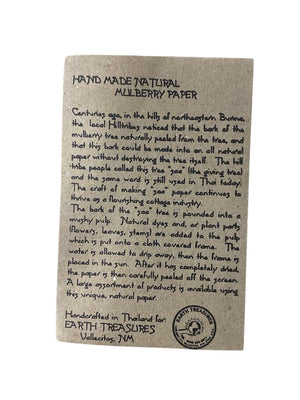 HAND MADE NATURAL
MULBERRY PAPER
Centuries ago, in the hills of northeastern Burma,
the local Hilltribes noticed that the bark of the
mulberry tree naturally peeled from the tree, and
that this bark could be made into an all natural
paper without destroying the tree itself. The hill
tribe people called this tree "saa" (the giving tree)
and the same word is still used in Thai today.
The craft of making "saa" paper continues to
thrive as a flourishing cottage industry.
The bark of the "saa" tree is pounded into a
mushy pulp. Natural dyes and, or plant parts
(flowers, leaves, stems) are added to the pulp
which is put onto a cloth covered frame. The
water is allowed to drip away, then the frame is
placed in the sun. After it has completely dried,
the paper is then carefully peeled off the screen.
A large assortment of products is available using
this unique, natural paper.
Handcrafted in Thailand for:
EARTH TREASURES
Vallecitos, NM
EARTH TREASURES